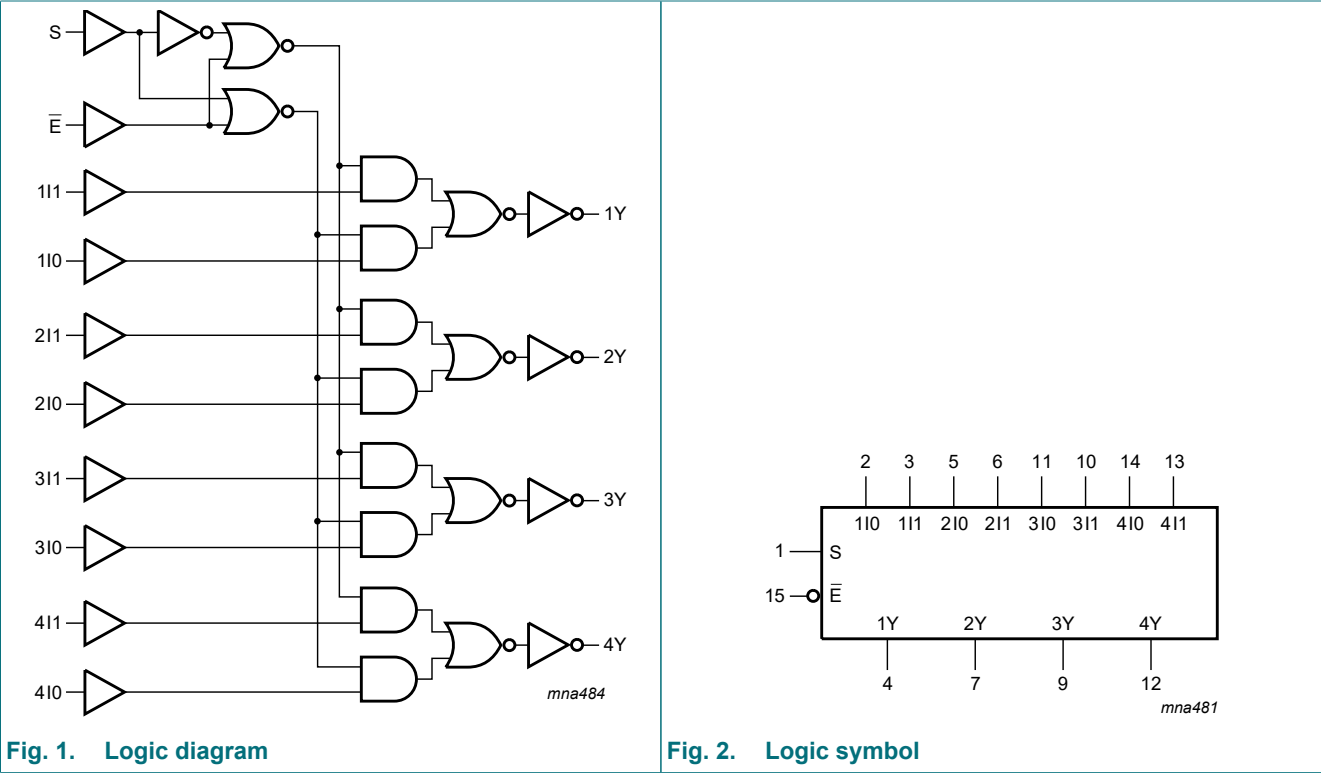 S
E̅
1I1
1I0
2I1
2I0
3I1
3I0
4I1
4I0
1Y
2Y
3Y
4Y
mna484
Fig. 1. Logic diagram
2 3 5 6 11 10 14 13
1I0 1I1 2I0 2I1 3I0 3I1 4I0 4I1
1 S
15 E̅
1Y 2Y 3Y 4Y
4 7 9 12
mna481
Fig. 2. Logic symbol